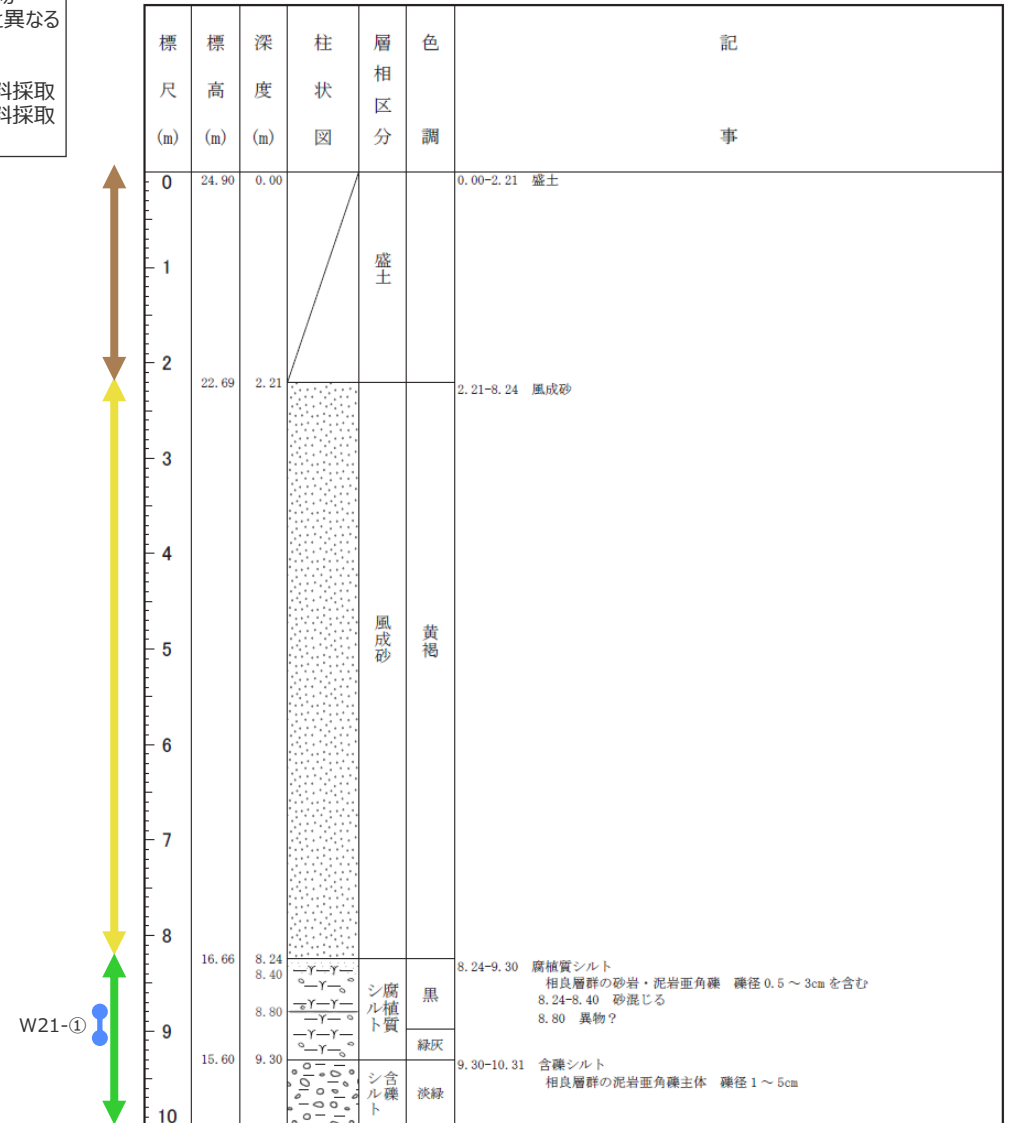 異なる
料採取
料採取
標尺(m)
標高(m)
深度(m)
柱状図
層相区分
色調
記事
0 24.90 0.00
0.00-2.21 盛土
盛土
1
2
22.69 2.21
2.21-8.24 風成砂
3
4
風成砂
黄褐
5
6
7
8
16.66 8.24
8.24-9.30 腐植質シルト
8.40
相良層群の砂岩・泥岩亜角礫 礫径 0.5 ~ 3cm を含む
腐植質シルト
黒
8.24-8.40 砂混じる
8.80
8.80 異物?
W21-①
9
緑灰
15.60 9.30
9.30-10.31 含礫シルト
相良層群の泥岩亜角礫主体 礫径 1 ~ 5cm
含礫シルト
淡緑
10